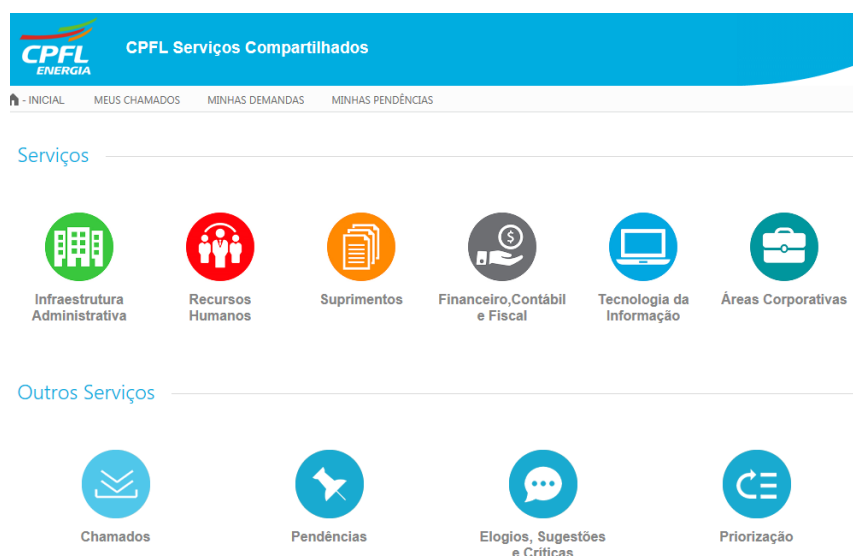 CPFL
ENERGIA
CPFL Serviços Compartilhados
- INICIAL MEUS CHAMADOS MINHAS DEMANDAS MINHAS PENDÊNCIAS
Serviços
Infraestrutura
Administrativa
Recursos
Humanos
Suprimentos
Financeiro,Contábil
e Fiscal
Tecnologia da
Informação
Áreas Corporativas
Outros Serviços
Chamados
Pendências
Elogios, Sugestões
e Críticas
Priorização